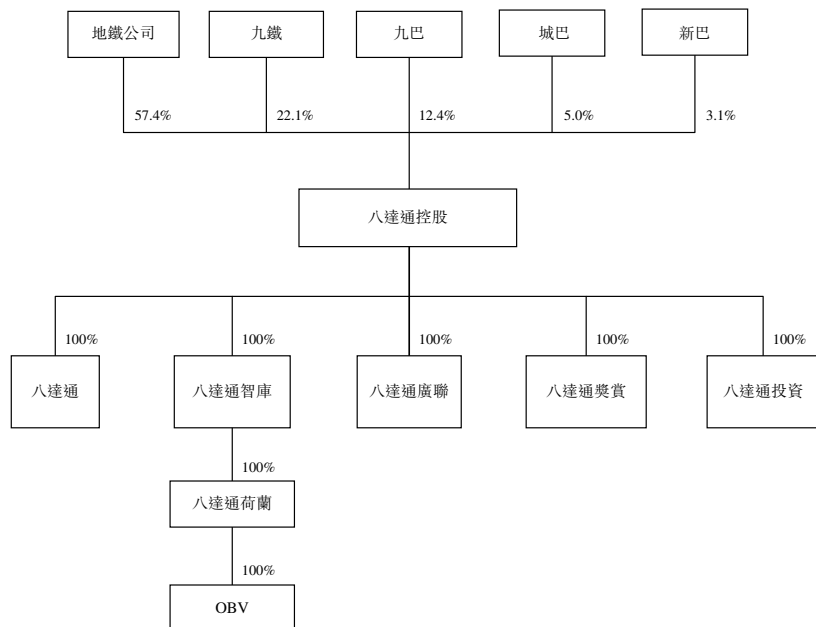 地鐵公司
九鐵
九巴
城巴
新巴
57.4%
22.1%
12.4%
5.0%
3.1%
八達通控股
100%
100%
100%
100%
100%
八達通
八達通智庫
八達通廣聯
八達通獎賞
八達通投資
100%
八達通荷蘭
100%
OBV